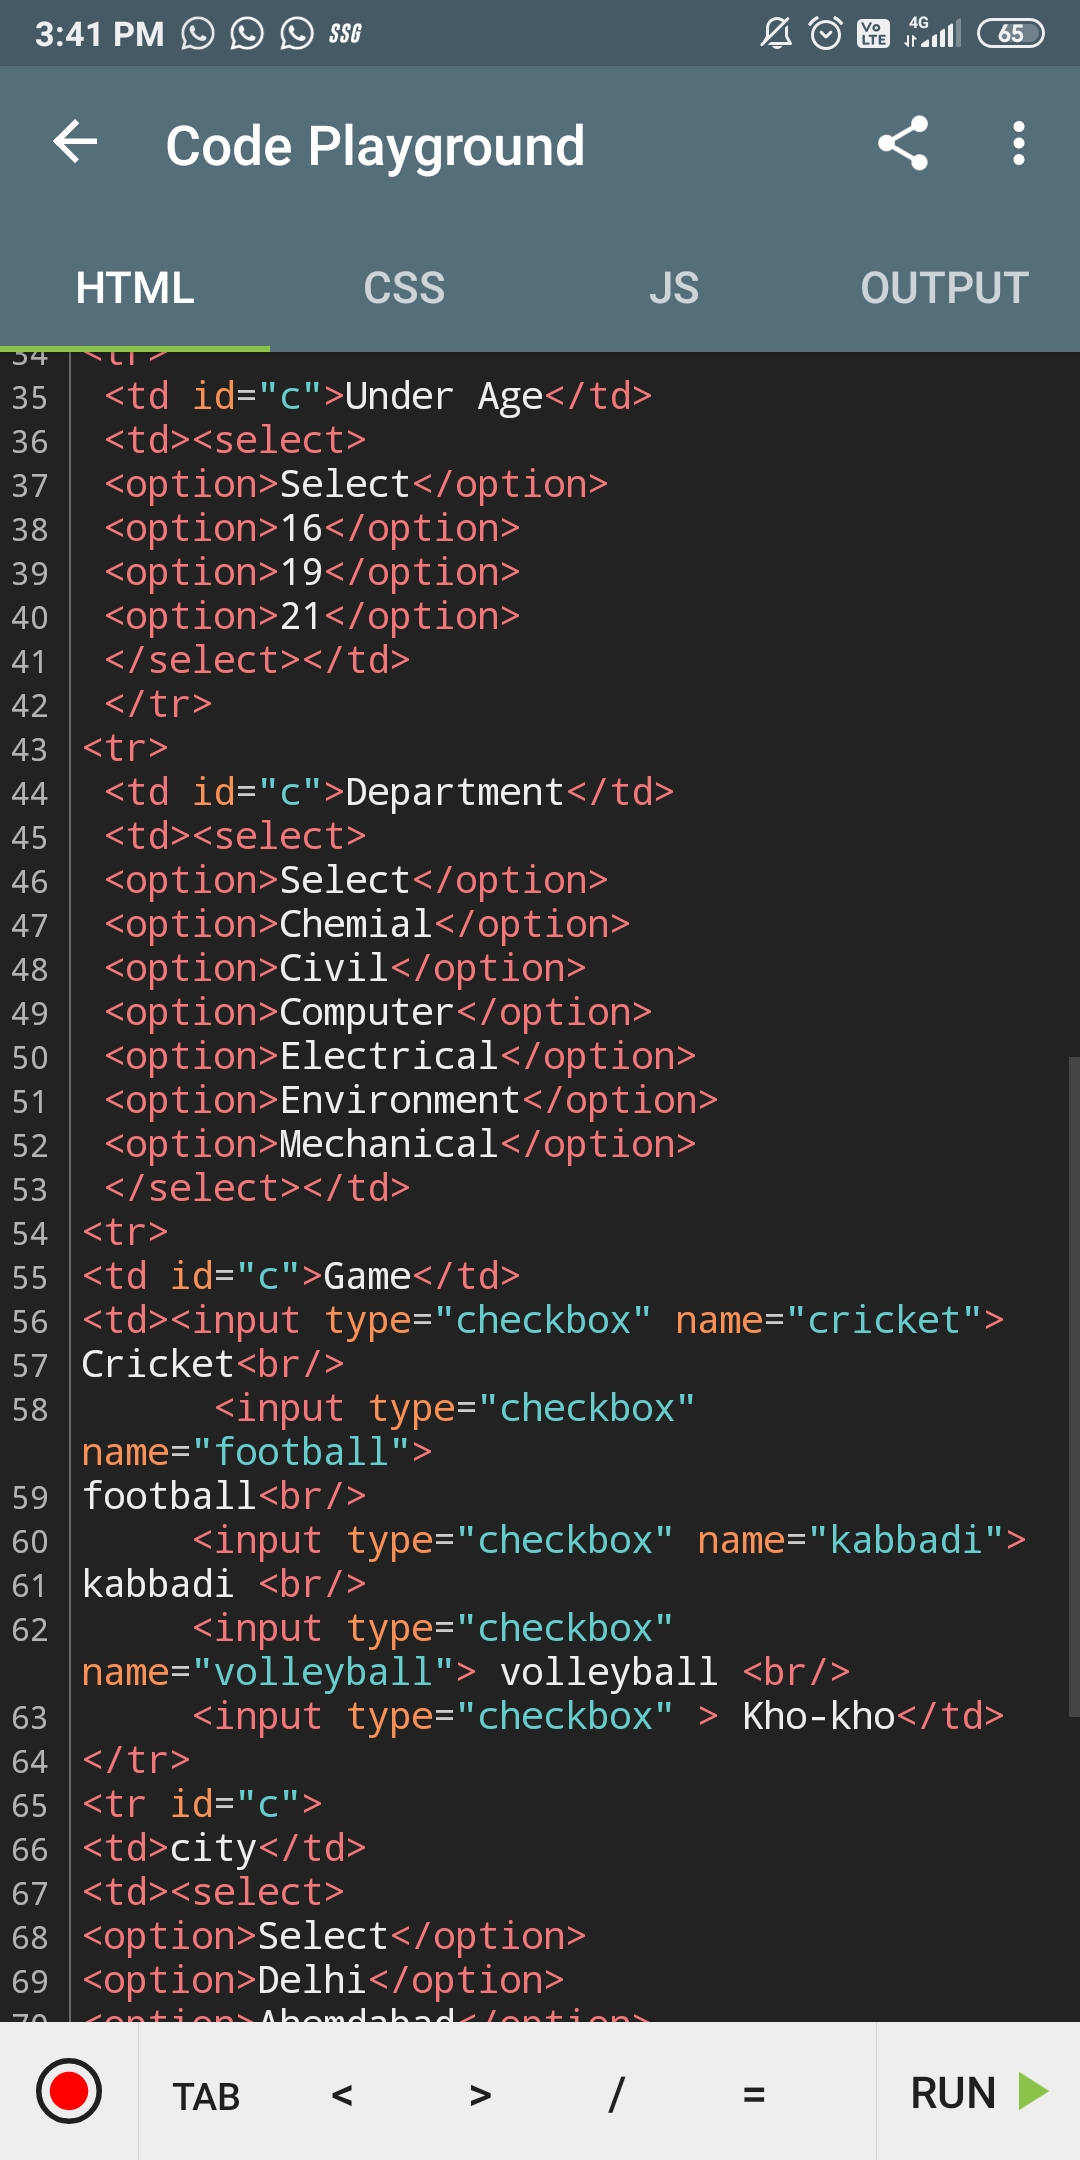 3:41 PM SSG Vo LTE 4G 65
Code Playground
HTML CSS JS OUTPUT
34 <tr>
35 <td id="c">Under Age</td>
36 <td><select>
37 <option>Select</option>
38 <option>16</option>
39 <option>19</option>
40 <option>21</option>
41 </select></td>
42 </tr>
43 <tr>
44 <td id="c">Department</td>
45 <td><select>
46 <option>Select</option>
47 <option>Chemial</option>
48 <option>Civil</option>
49 <option>Computer</option>
50 <option>Electrical</option>
51 <option>Environment</option>
52 <option>Mechanical</option>
53 </select></td>
54 <tr>
55 <td id="c">Game</td>
56 <td><input type="checkbox" name="cricket">
57 Cricket<br/>
58 <input type="checkbox"
name="football">
59 football<br/>
60 <input type="checkbox" name="kabbadi">
61 kabbadi <br/>
62 <input type="checkbox"
name="volleyball"> volleyball <br/>
63 <input type="checkbox" > Kho-kho</td>
64 </tr>
65 <tr id="c">
66 <td>city</td>
67 <td><select>
68 <option>Select</option>
69 <option>Delhi</option>
70 <option>Ahemdabad</option>
TAB < > / = RUN